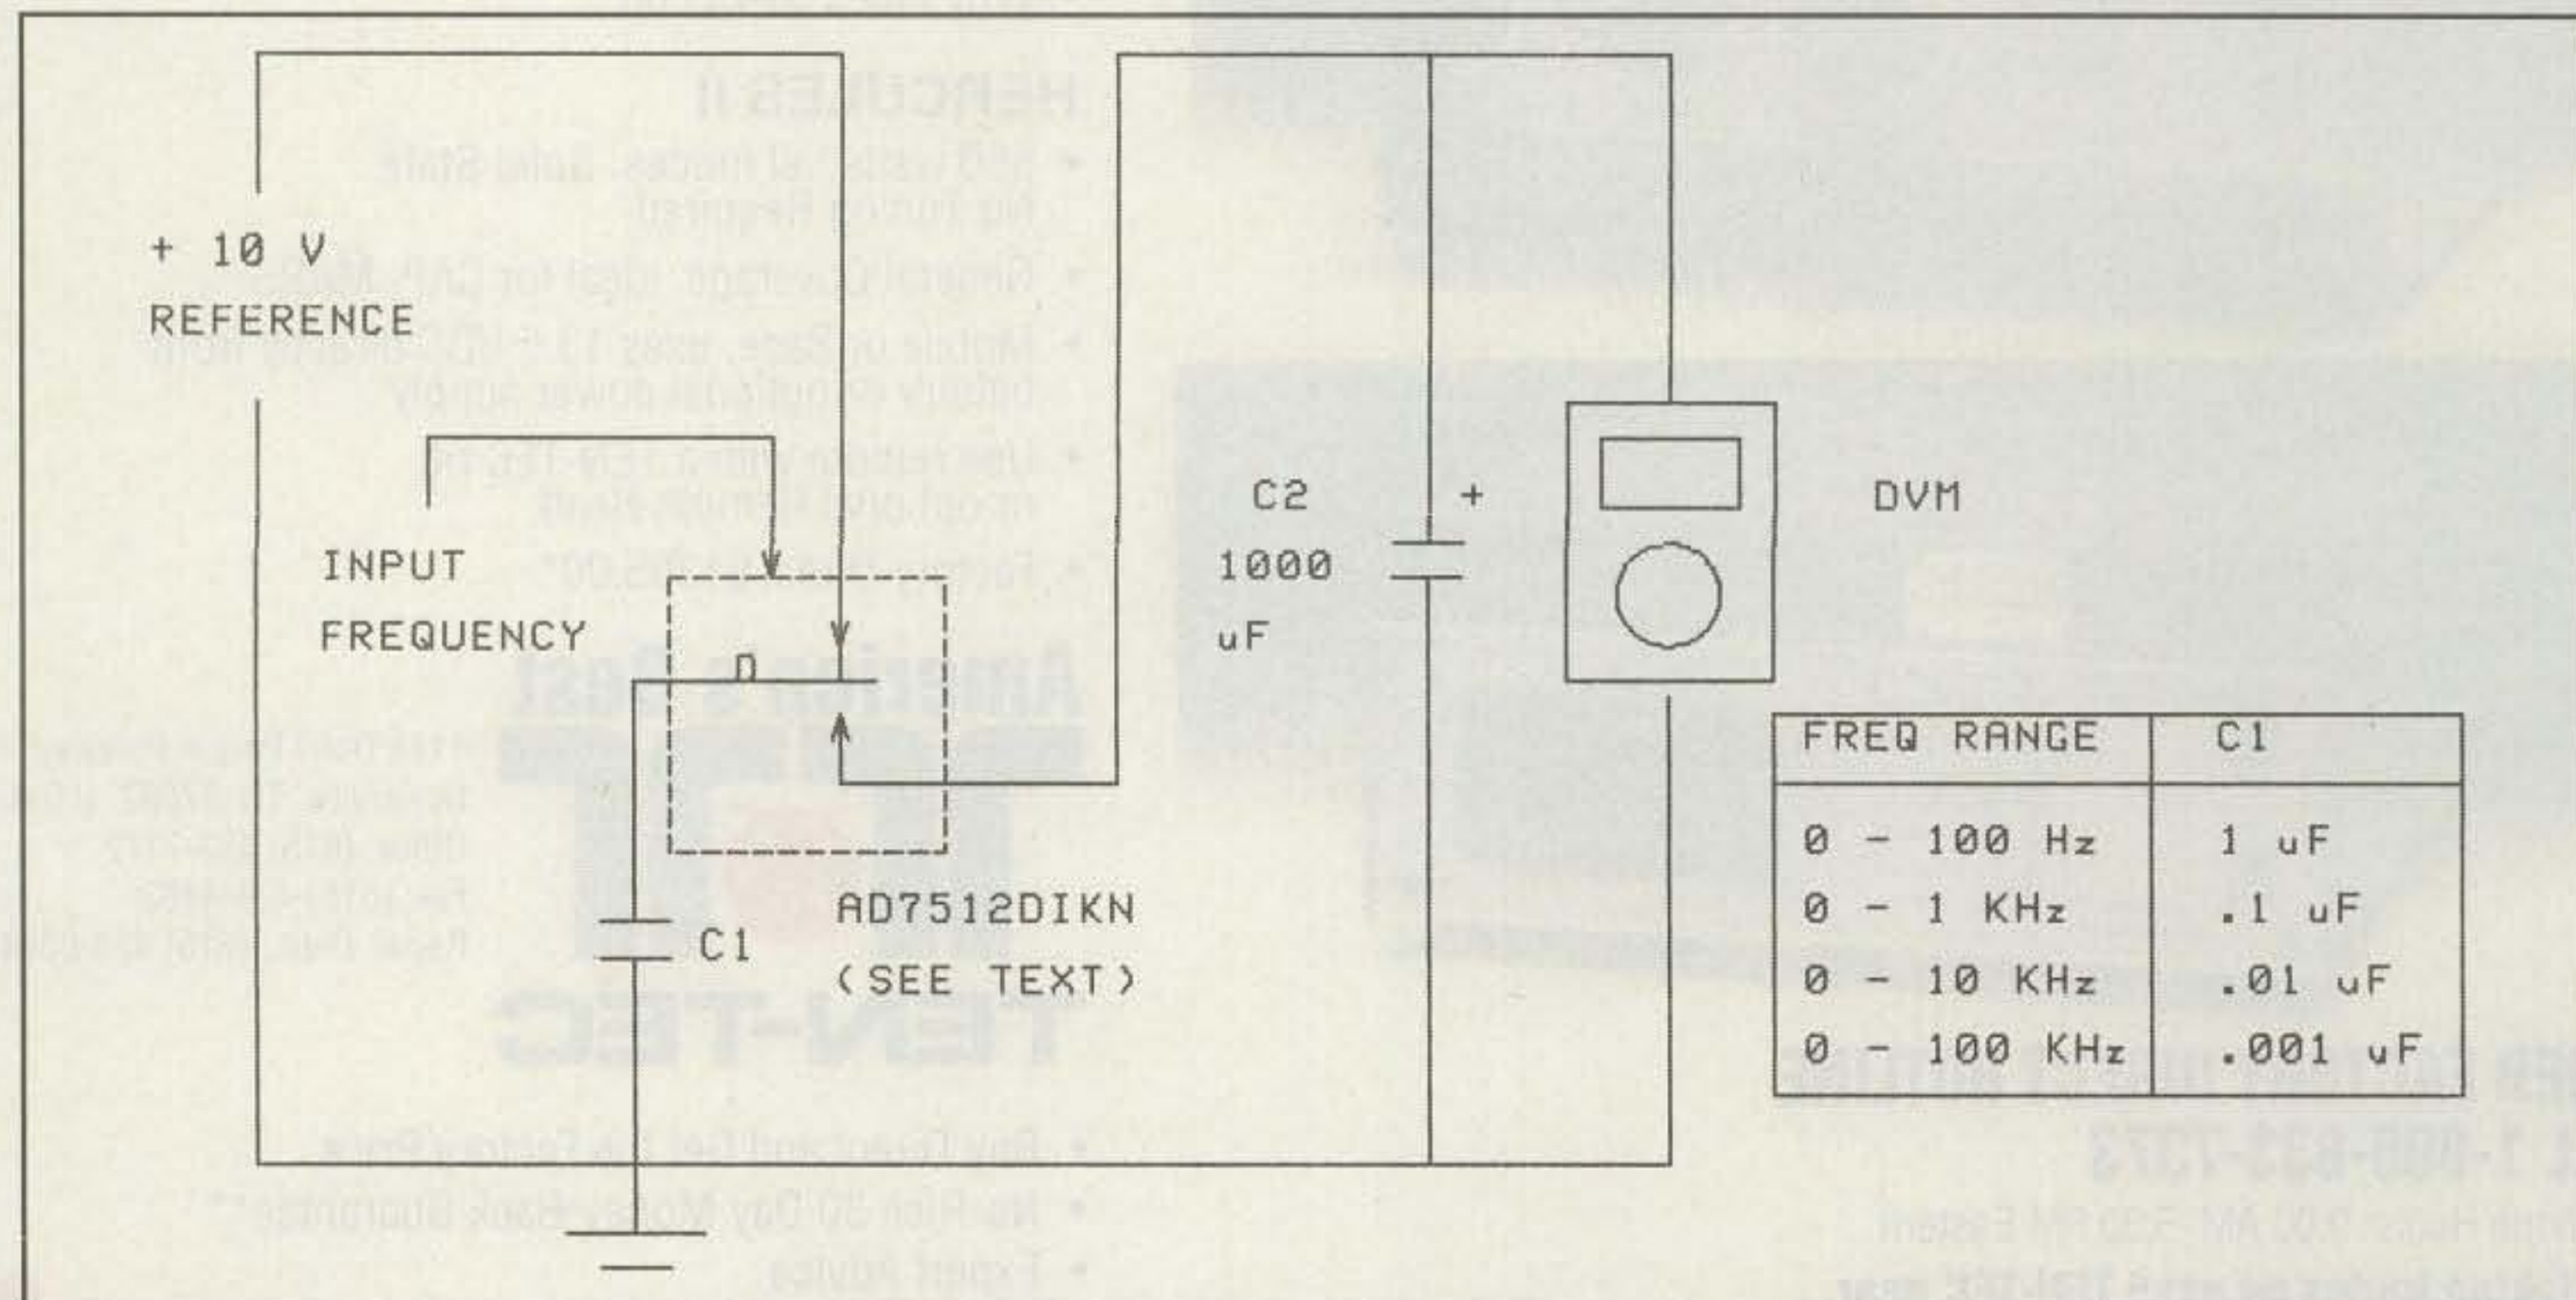 + 10 V
REFERENCE
INPUT
FREQUENCY
D
C1
AD7512DIKN
(SEE TEXT)
C2 +
1000
uF
DVM
FREQ RANGE C1
0 - 100 Hz 1 uF
0 - 1 KHz .1 uF
0 - 10 KHz .01 uF
0 - 100 KHz .001 uF